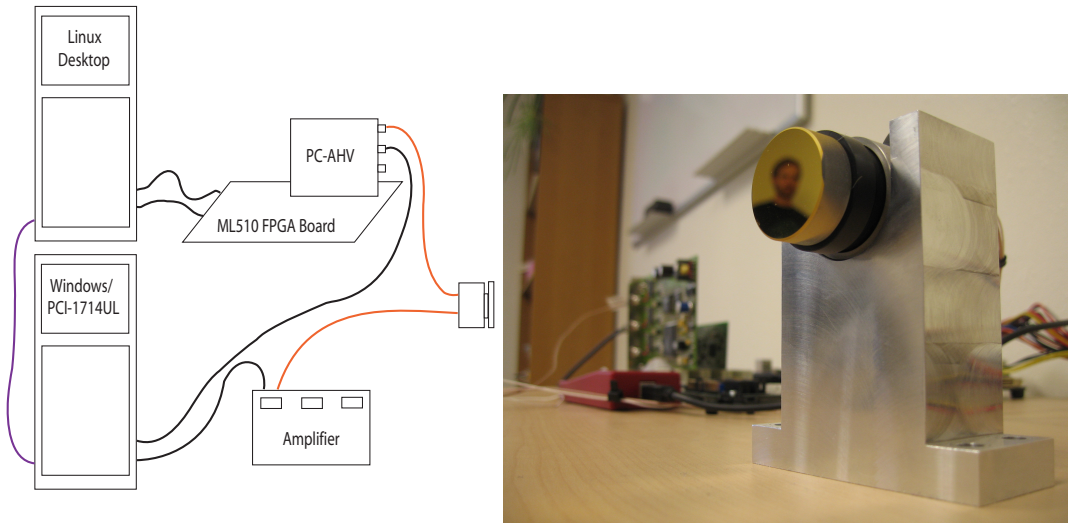 Linux
Desktop
PC-AHV
ML510 FPGA Board
Windows/
PCI-1714UL
Amplifier